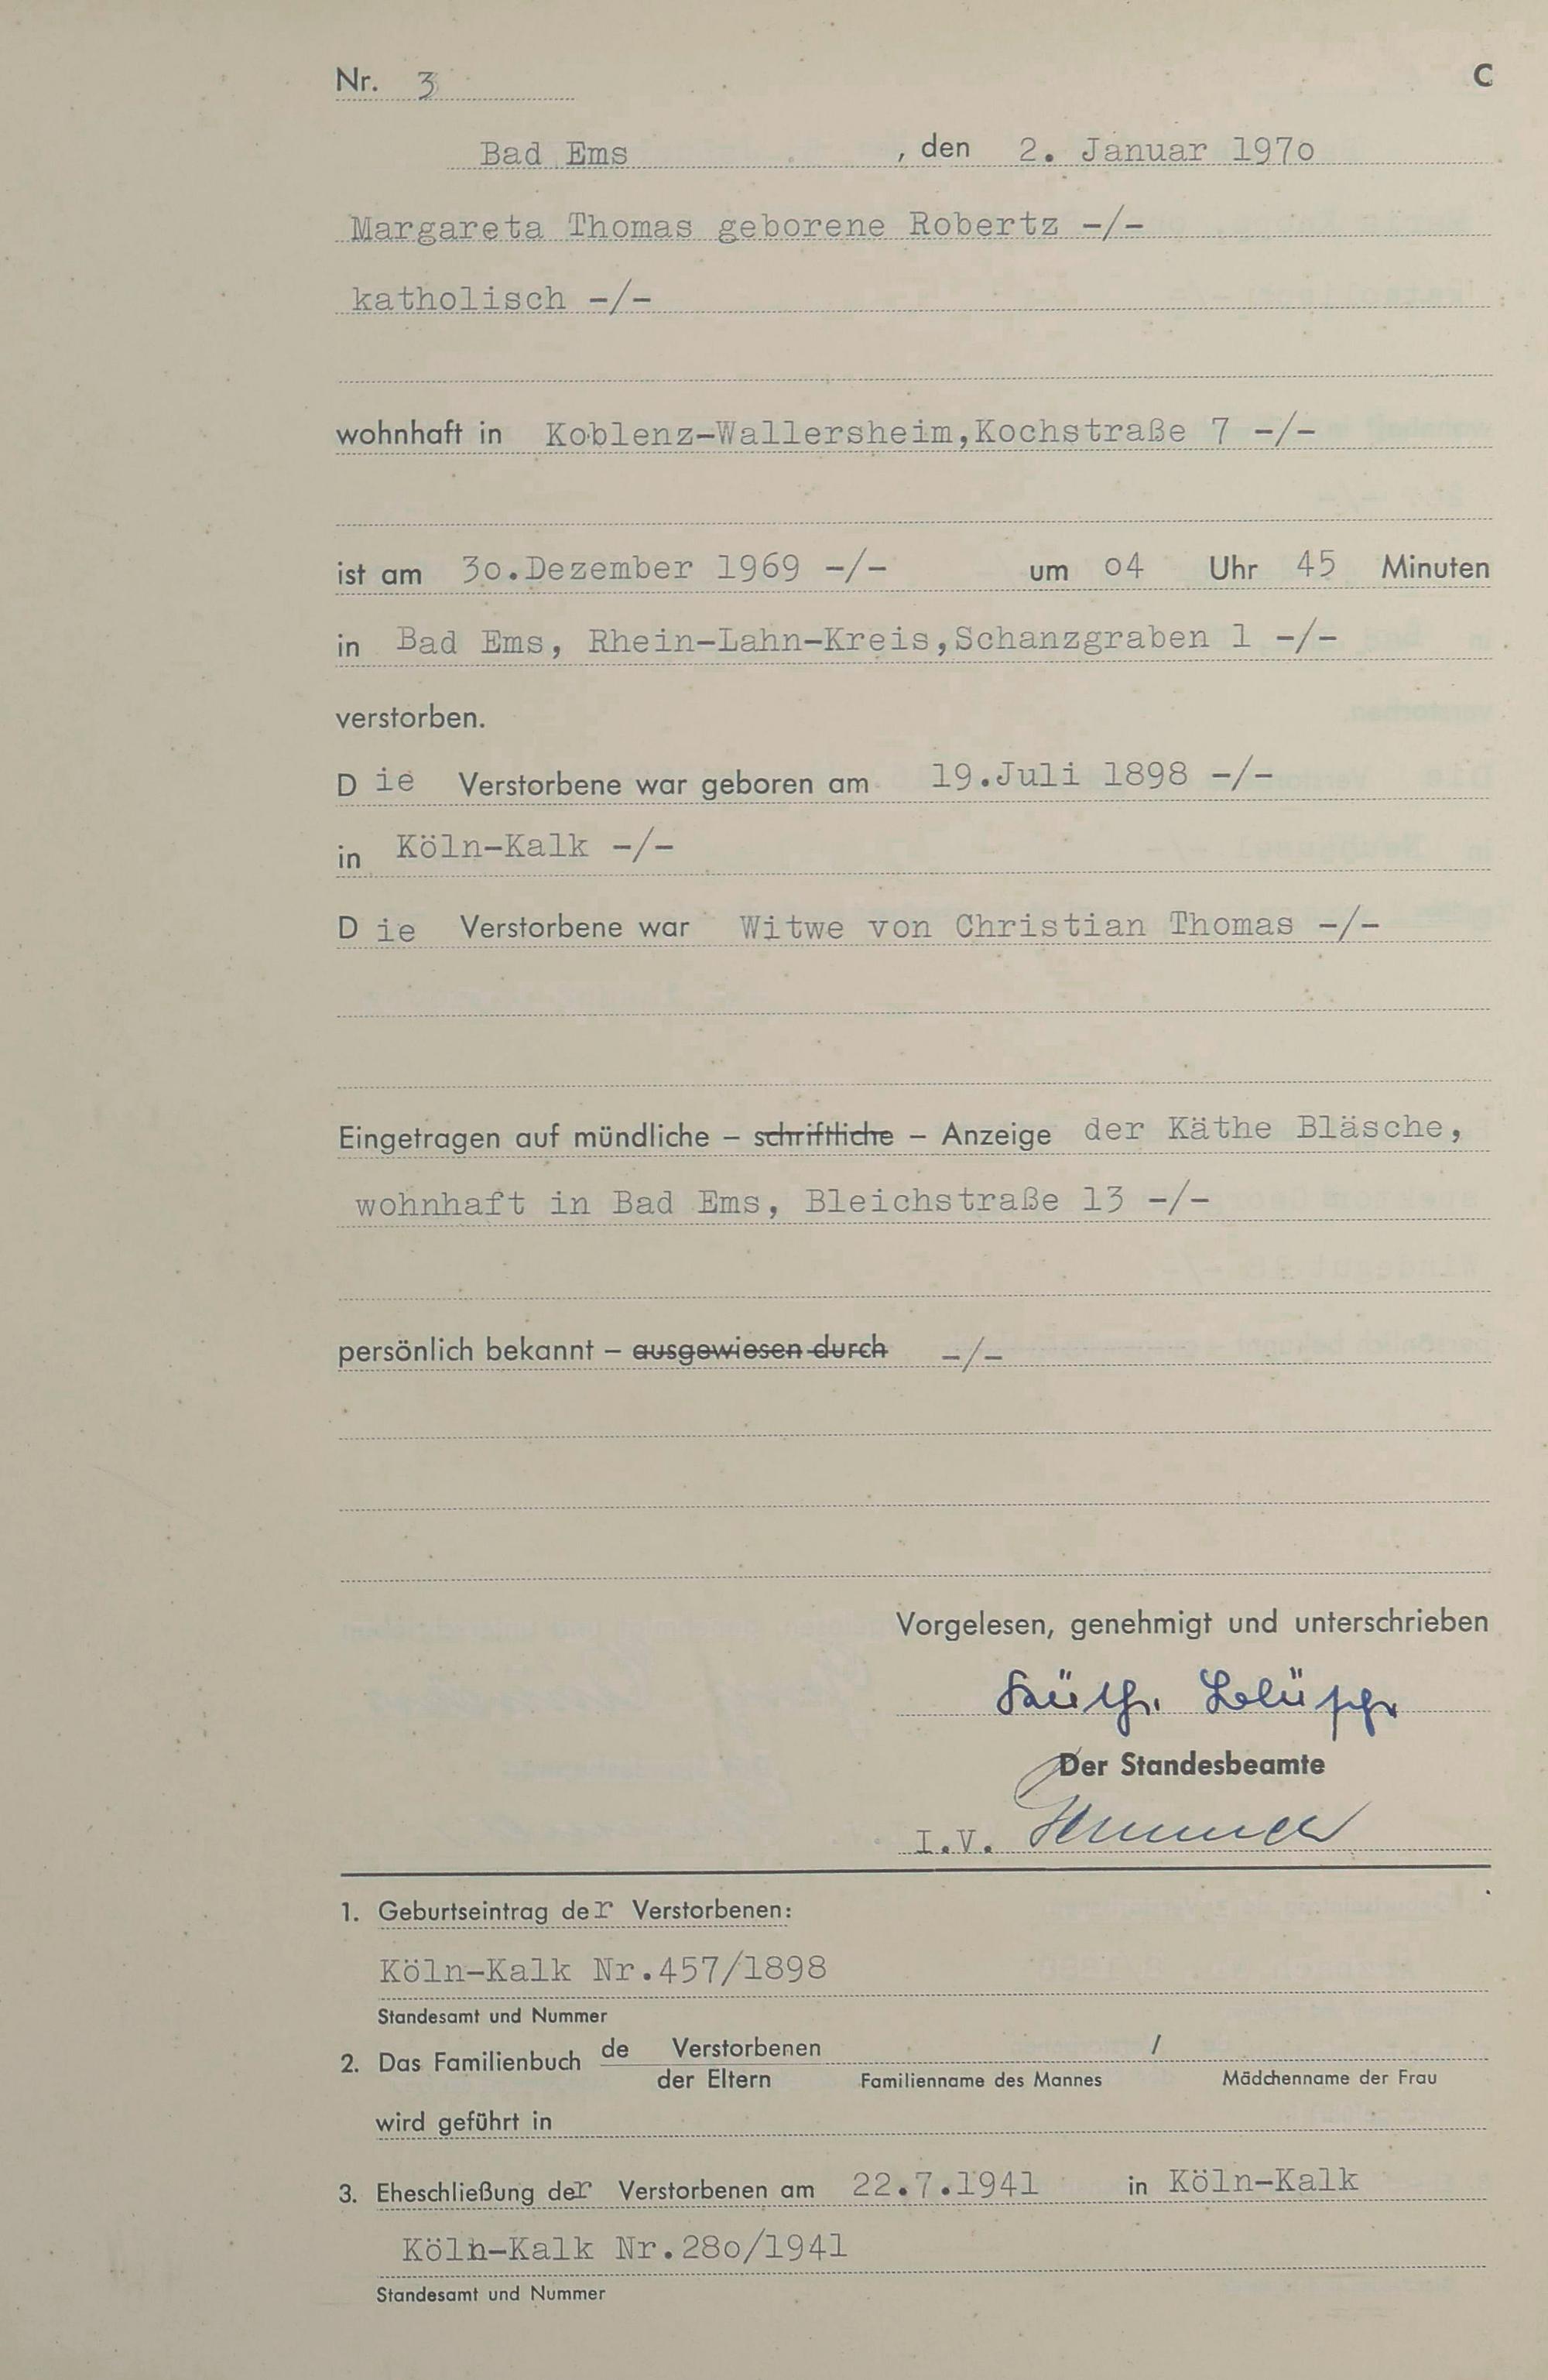 Nr. 3 C
Bad Ems , den 2. Januar 197o
Margareta Thomas geborene Robertz -/-
katholisch -/-
wohnhaft in Koblenz-Wallersheim,Kochstraße 7 -/-
ist am 3o.Dezember 1969 -/- um o4 Uhr 45 Minuten
in Bad Ems, Rhein-Lahn-Kreis,Schanzgraben 1 -/-
verstorben.
D ie Verstorbene war geboren am 19.Juli 1898 -/-
in Köln-Kalk -/-
D ie Verstorbene war Witwe von Christian Thomas -/-
Eingetragen auf mündliche – schriftliche – Anzeige der Käthe Bläsche,
wohnhaft in Bad Ems, Bleichstraße 13 -/-
persönlich bekannt – ausgewiesen durch -/-
Vorgelesen, genehmigt und unterschrieben
Käthe Bläsche
Der Standesbeamte
I.V.
1. Geburtseintrag der Verstorbenen:
Köln-Kalk Nr.457/1898
Standesamt und Nummer
2. Das Familienbuch de Verstorbenen /
der Eltern Familienname des Mannes Mädchenname der Frau
wird geführt in
3. Eheschließung der Verstorbenen am 22.7.1941 in Köln-Kalk
Köln-Kalk Nr.28o/1941
Standesamt und Nummer